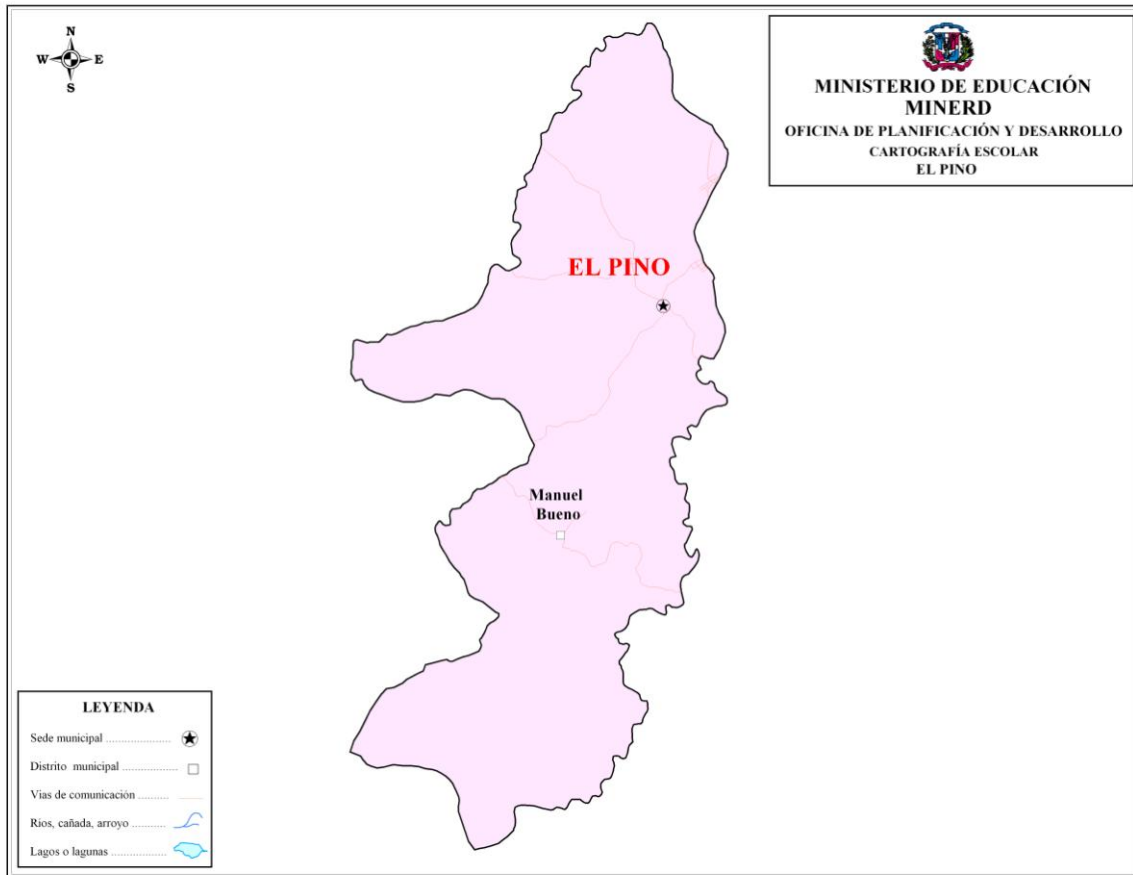 N
W E
S
MINISTERIO DE EDUCACIÓN
MINERD
OFICINA DE PLANIFICACIÓN Y DESARROLLO
CARTOGRAFÍA ESCOLAR
EL PINO
EL PINO
Manuel
Bueno
LEYENDA
Sede municipal ......................
Distrito municipal ...................
Vias de comunicación ..........
Rios, cañada, arroyo .............
Lagos o lagunas ...................